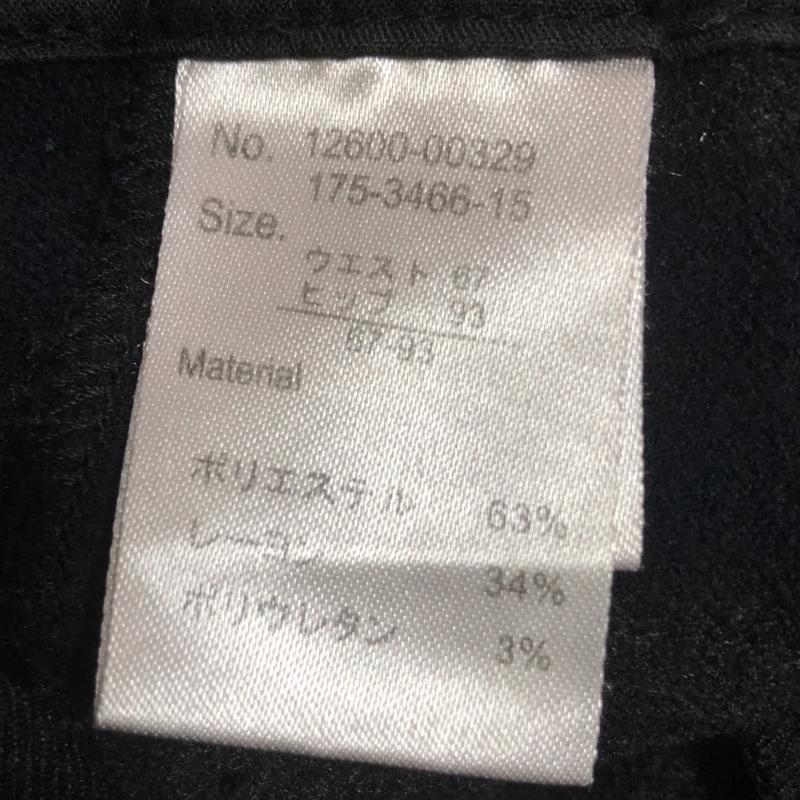 No. 12600-00329
175-3466-15
Size.
ウエスト 67
ヒップ 93
67-93
Material
ポリエステル 63%
レーヨン 34%
ポリウレタン 3%